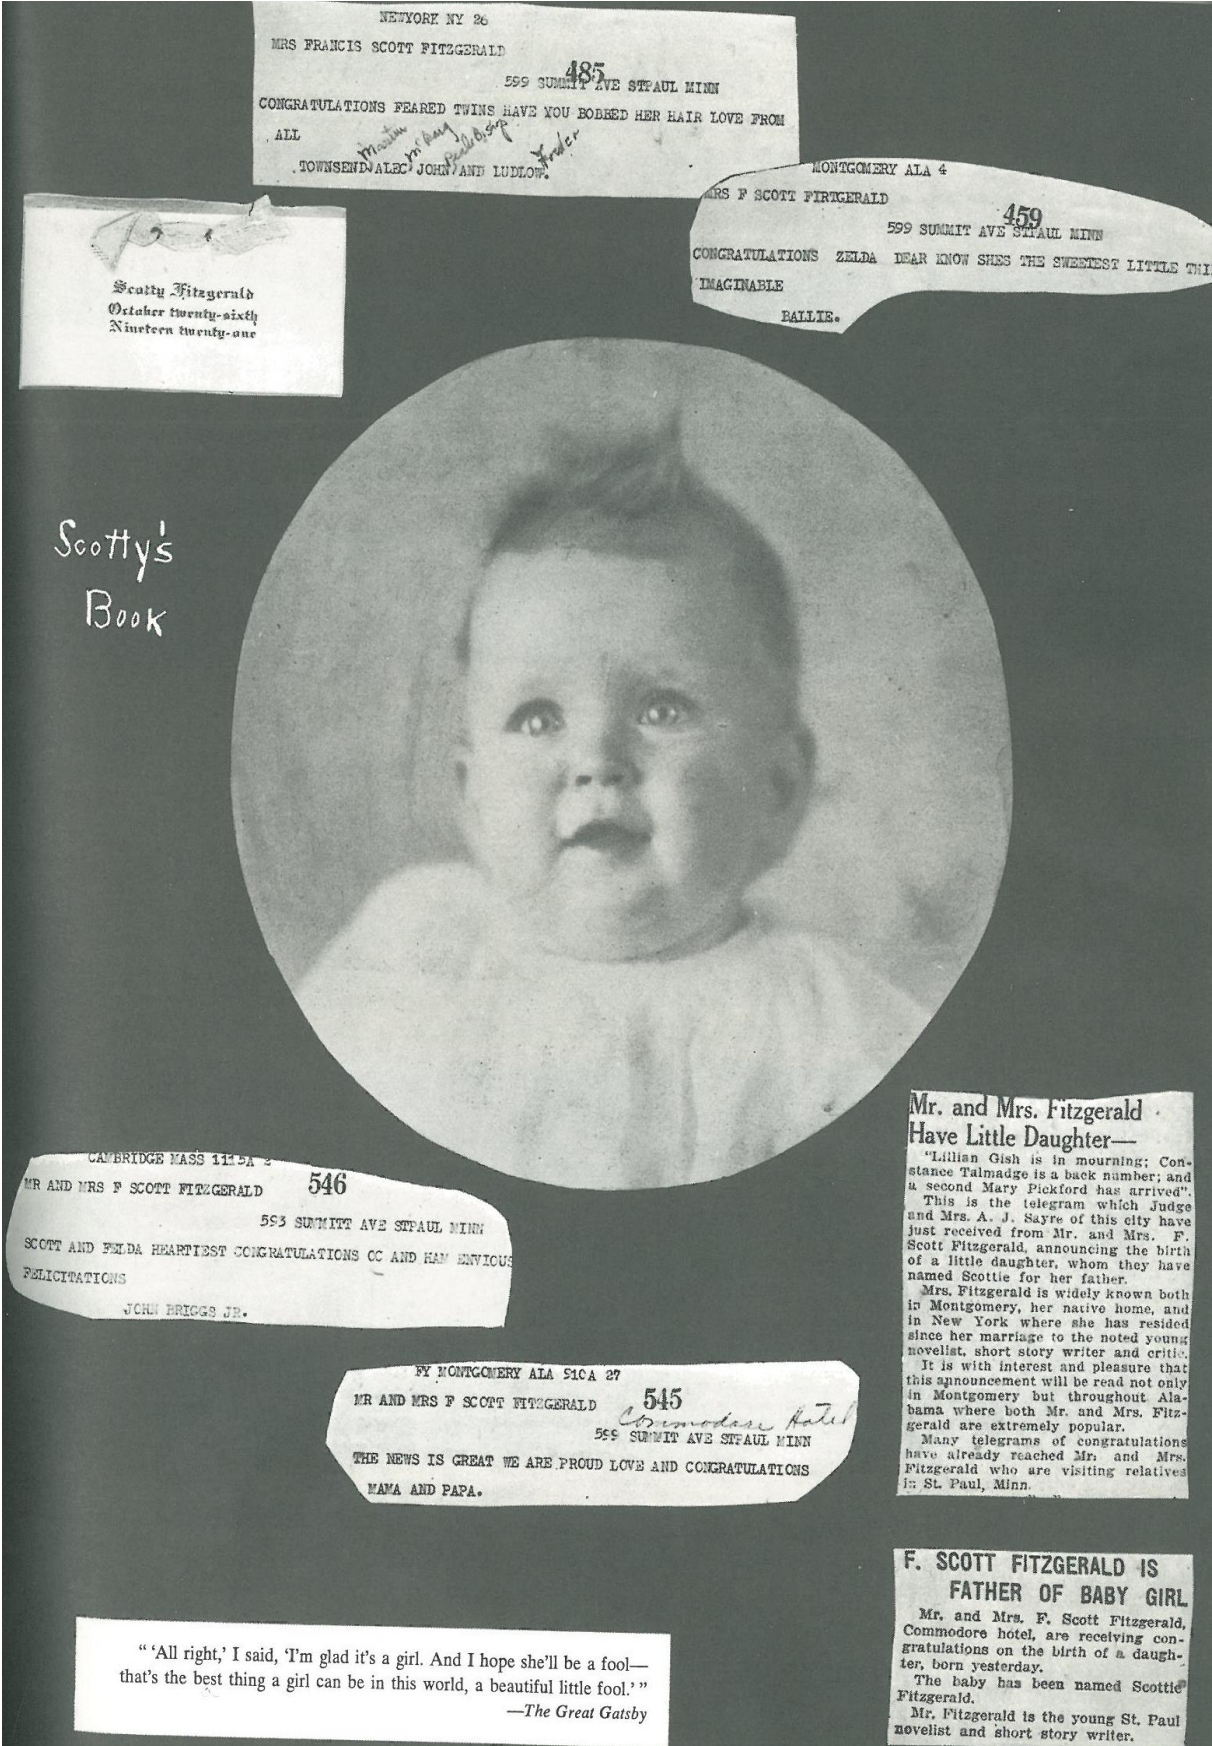 NEWYORK NY 26
MRS FRANCIS SCOTT FITZGERALD
485
599 SUMMIT AVE STPAUL MINN
CONGRATULATIONS FEARED TWINS HAVE YOU BOBBED HER HAIR LOVE FROM
ALL
Martin McKaig Peale Bishop Fowler
TOWNSEND ALEC JOHN AND LUDLOW.
MONTGOMERY ALA 4
MRS F SCOTT FIRTGERALD
459
599 SUMMIT AVE STPAUL MINN
CONGRATULATIONS ZELDA DEAR KNOW SHES THE SWEETEST LITTLE THI
IMAGINABLE
BALLIE.
Scotty Fitzgerald
October twenty-sixth
Nineteen twenty-one
Scotty's
Book
CAMBRIDGE MASS 1115A
MR AND MRS F SCOTT FITZGERALD 546
593 SUMMITT AVE STPAUL MINN
SCOTT AND FELDA HEARTIEST CONGRATULATIONS CC AND HAM ENVIOUS
FELICITATIONS
JOHN BRIGGS JR.
FY MONTGOMERY ALA 910A 27
MR AND MRS F SCOTT FITZGERALD 545
Commodore Hotel
599 SUMMIT AVE STPAUL MINN
THE NEWS IS GREAT WE ARE PROUD LOVE AND CONGRATULATIONS
MAMA AND PAPA.
Mr. and Mrs. Fitzgerald
Have Little Daughter—
"Lillian Gish is in mourning; Con-
stance Talmadge is a back number; and
a second Mary Pickford has arrived".
This is the telegram which Judge
and Mrs. A. J. Sayre of this city have
just received from Mr. and Mrs. F.
Scott Fitzgerald, announcing the birth
of a little daughter, whom they have
named Scottie for her father.
Mrs. Fitzgerald is widely known both
in Montgomery, her native home, and
in New York where she has resided
since her marriage to the noted young
novelist, short story writer and critic.
It is with interest and pleasure that
this announcement will be read not only
in Montgomery but throughout Ala-
bama where both Mr. and Mrs. Fitz-
gerald are extremely popular.
Many telegrams of congratulations
have already reached Mr. and Mrs.
Fitzgerald who are visiting relatives
in St. Paul, Minn.
F. SCOTT FITZGERALD IS
FATHER OF BABY GIRL
Mr. and Mrs. F. Scott Fitzgerald,
Commodore hotel, are receiving con-
gratulations on the birth of a daugh-
ter, born yesterday.
The baby has been named Scottie
Fitzgerald.
Mr. Fitzgerald is the young St. Paul
novelist and short story writer.
" 'All right,' I said, 'I'm glad it's a girl. And I hope she'll be a fool—
that's the best thing a girl can be in this world, a beautiful little fool.' "
—The Great Gatsby